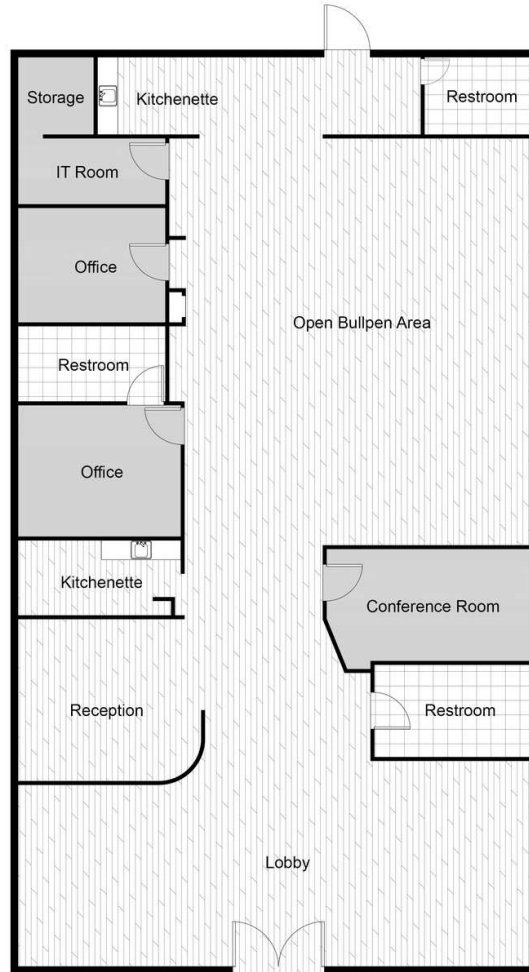 Storage
Kitchenette
Restroom
IT Room
Office
Open Bullpen Area
Restroom
Office
Kitchenette
Conference Room
Reception
Restroom
Lobby